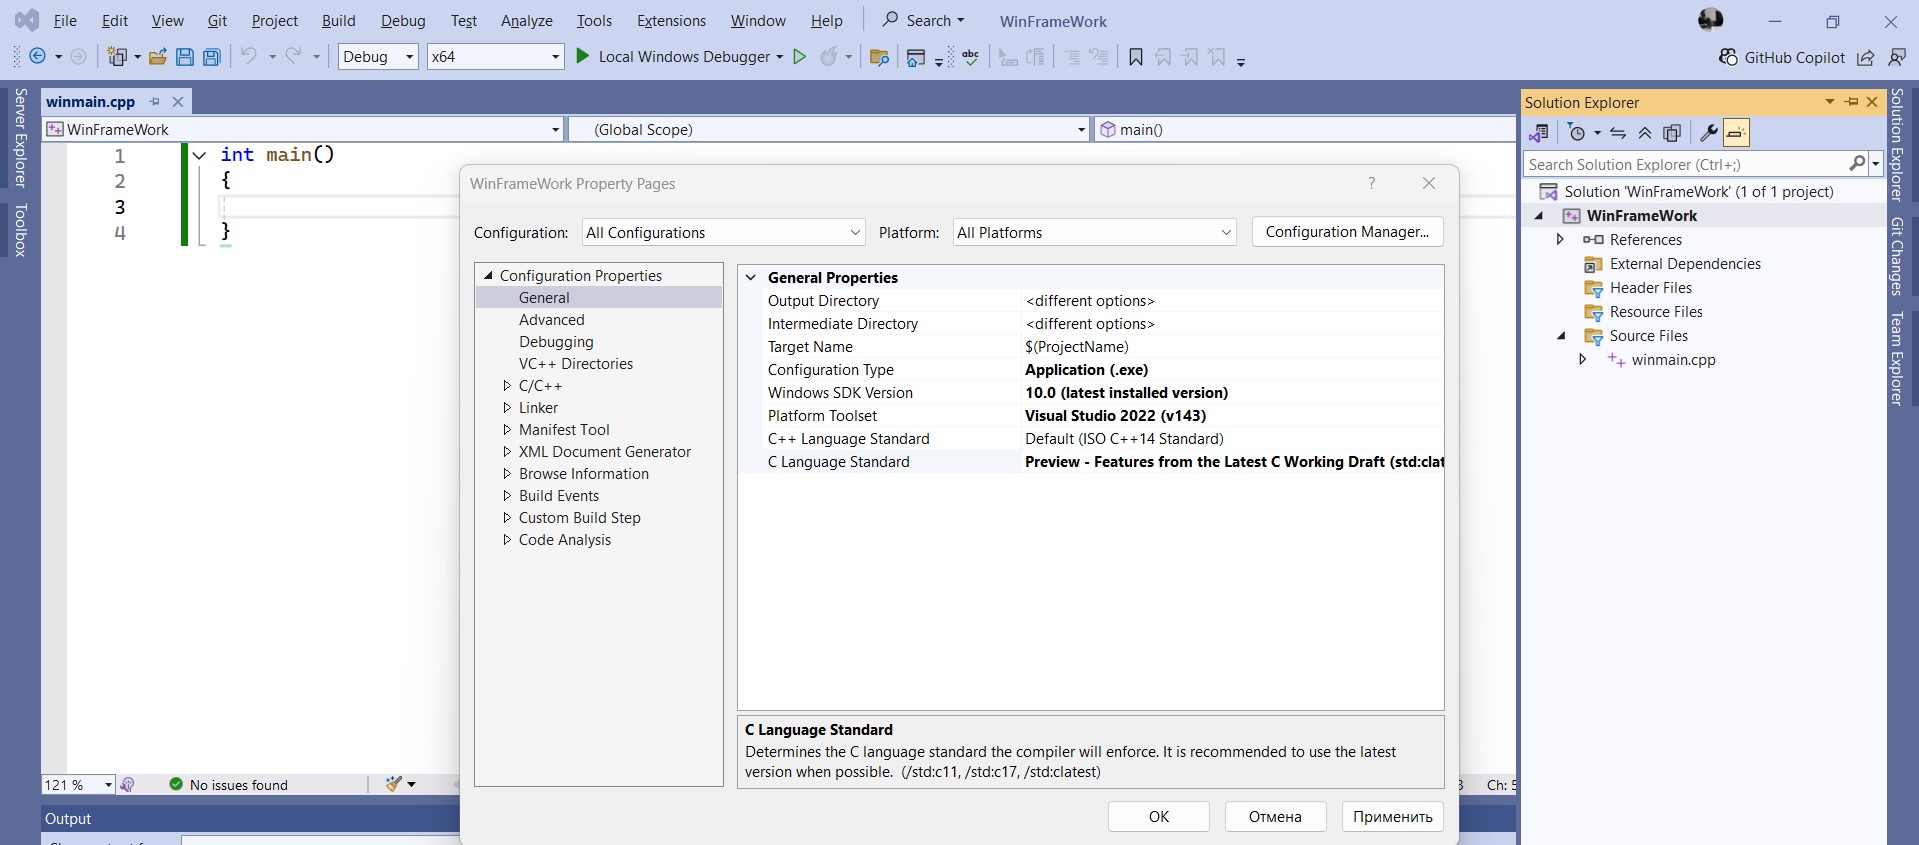 File Edit View Git Project Build Debug Test Analyze Tools Extensions Window Help Search WinFrameWork
Debug x64 Local Windows Debugger GitHub Copilot
Server Explorer
Toolbox
winmain.cpp
WinFrameWork (Global Scope) main()
1 int main()
2 {
3
4 }
WinFrameWork Property Pages
Configuration: All Configurations Platform: All Platforms Configuration Manager...
Configuration Properties
General
Advanced
Debugging
VC++ Directories
C/C++
Linker
Manifest Tool
XML Document Generator
Browse Information
Build Events
Custom Build Step
Code Analysis
General Properties
Output Directory <different options>
Intermediate Directory <different options>
Target Name $(ProjectName)
Configuration Type Application (.exe)
Windows SDK Version 10.0 (latest installed version)
Platform Toolset Visual Studio 2022 (v143)
C++ Language Standard Default (ISO C++14 Standard)
C Language Standard Preview - Features from the Latest C Working Draft (std:clat
C Language Standard
Determines the C language standard the compiler will enforce. It is recommended to use the latest
version when possible. (/std:c11, /std:c17, /std:clatest)
OK Отмена Применить
121 % No issues found
Ch: 5
Output
Solution Explorer
Search Solution Explorer (Ctrl+;)
Solution 'WinFrameWork' (1 of 1 project)
WinFrameWork
References
External Dependencies
Header Files
Resource Files
Source Files
winmain.cpp
Solution Explorer
Git Changes
Team Explorer